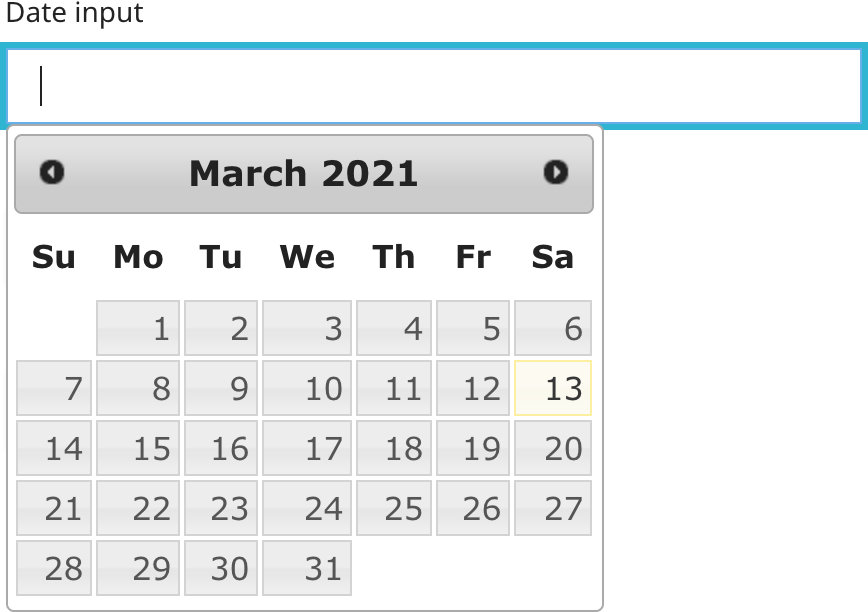 Date input
March 2021
Su Mo Tu We Th Fr Sa
1 2 3 4 5 6
7 8 9 10 11 12 13
14 15 16 17 18 19 20
21 22 23 24 25 26 27
28 29 30 31